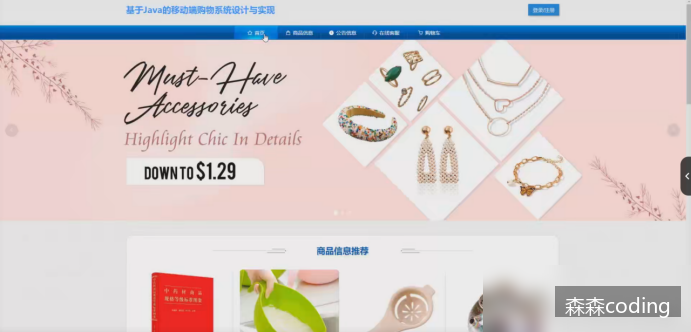 基于Java的移动端购物系统设计与实现
登录/注册
首页 商品信息 公告信息 在线客服 购物车
Must-Have
Accessories
Highlight Chic In Details
DOWN TO $1.29
商品信息推荐
森森coding